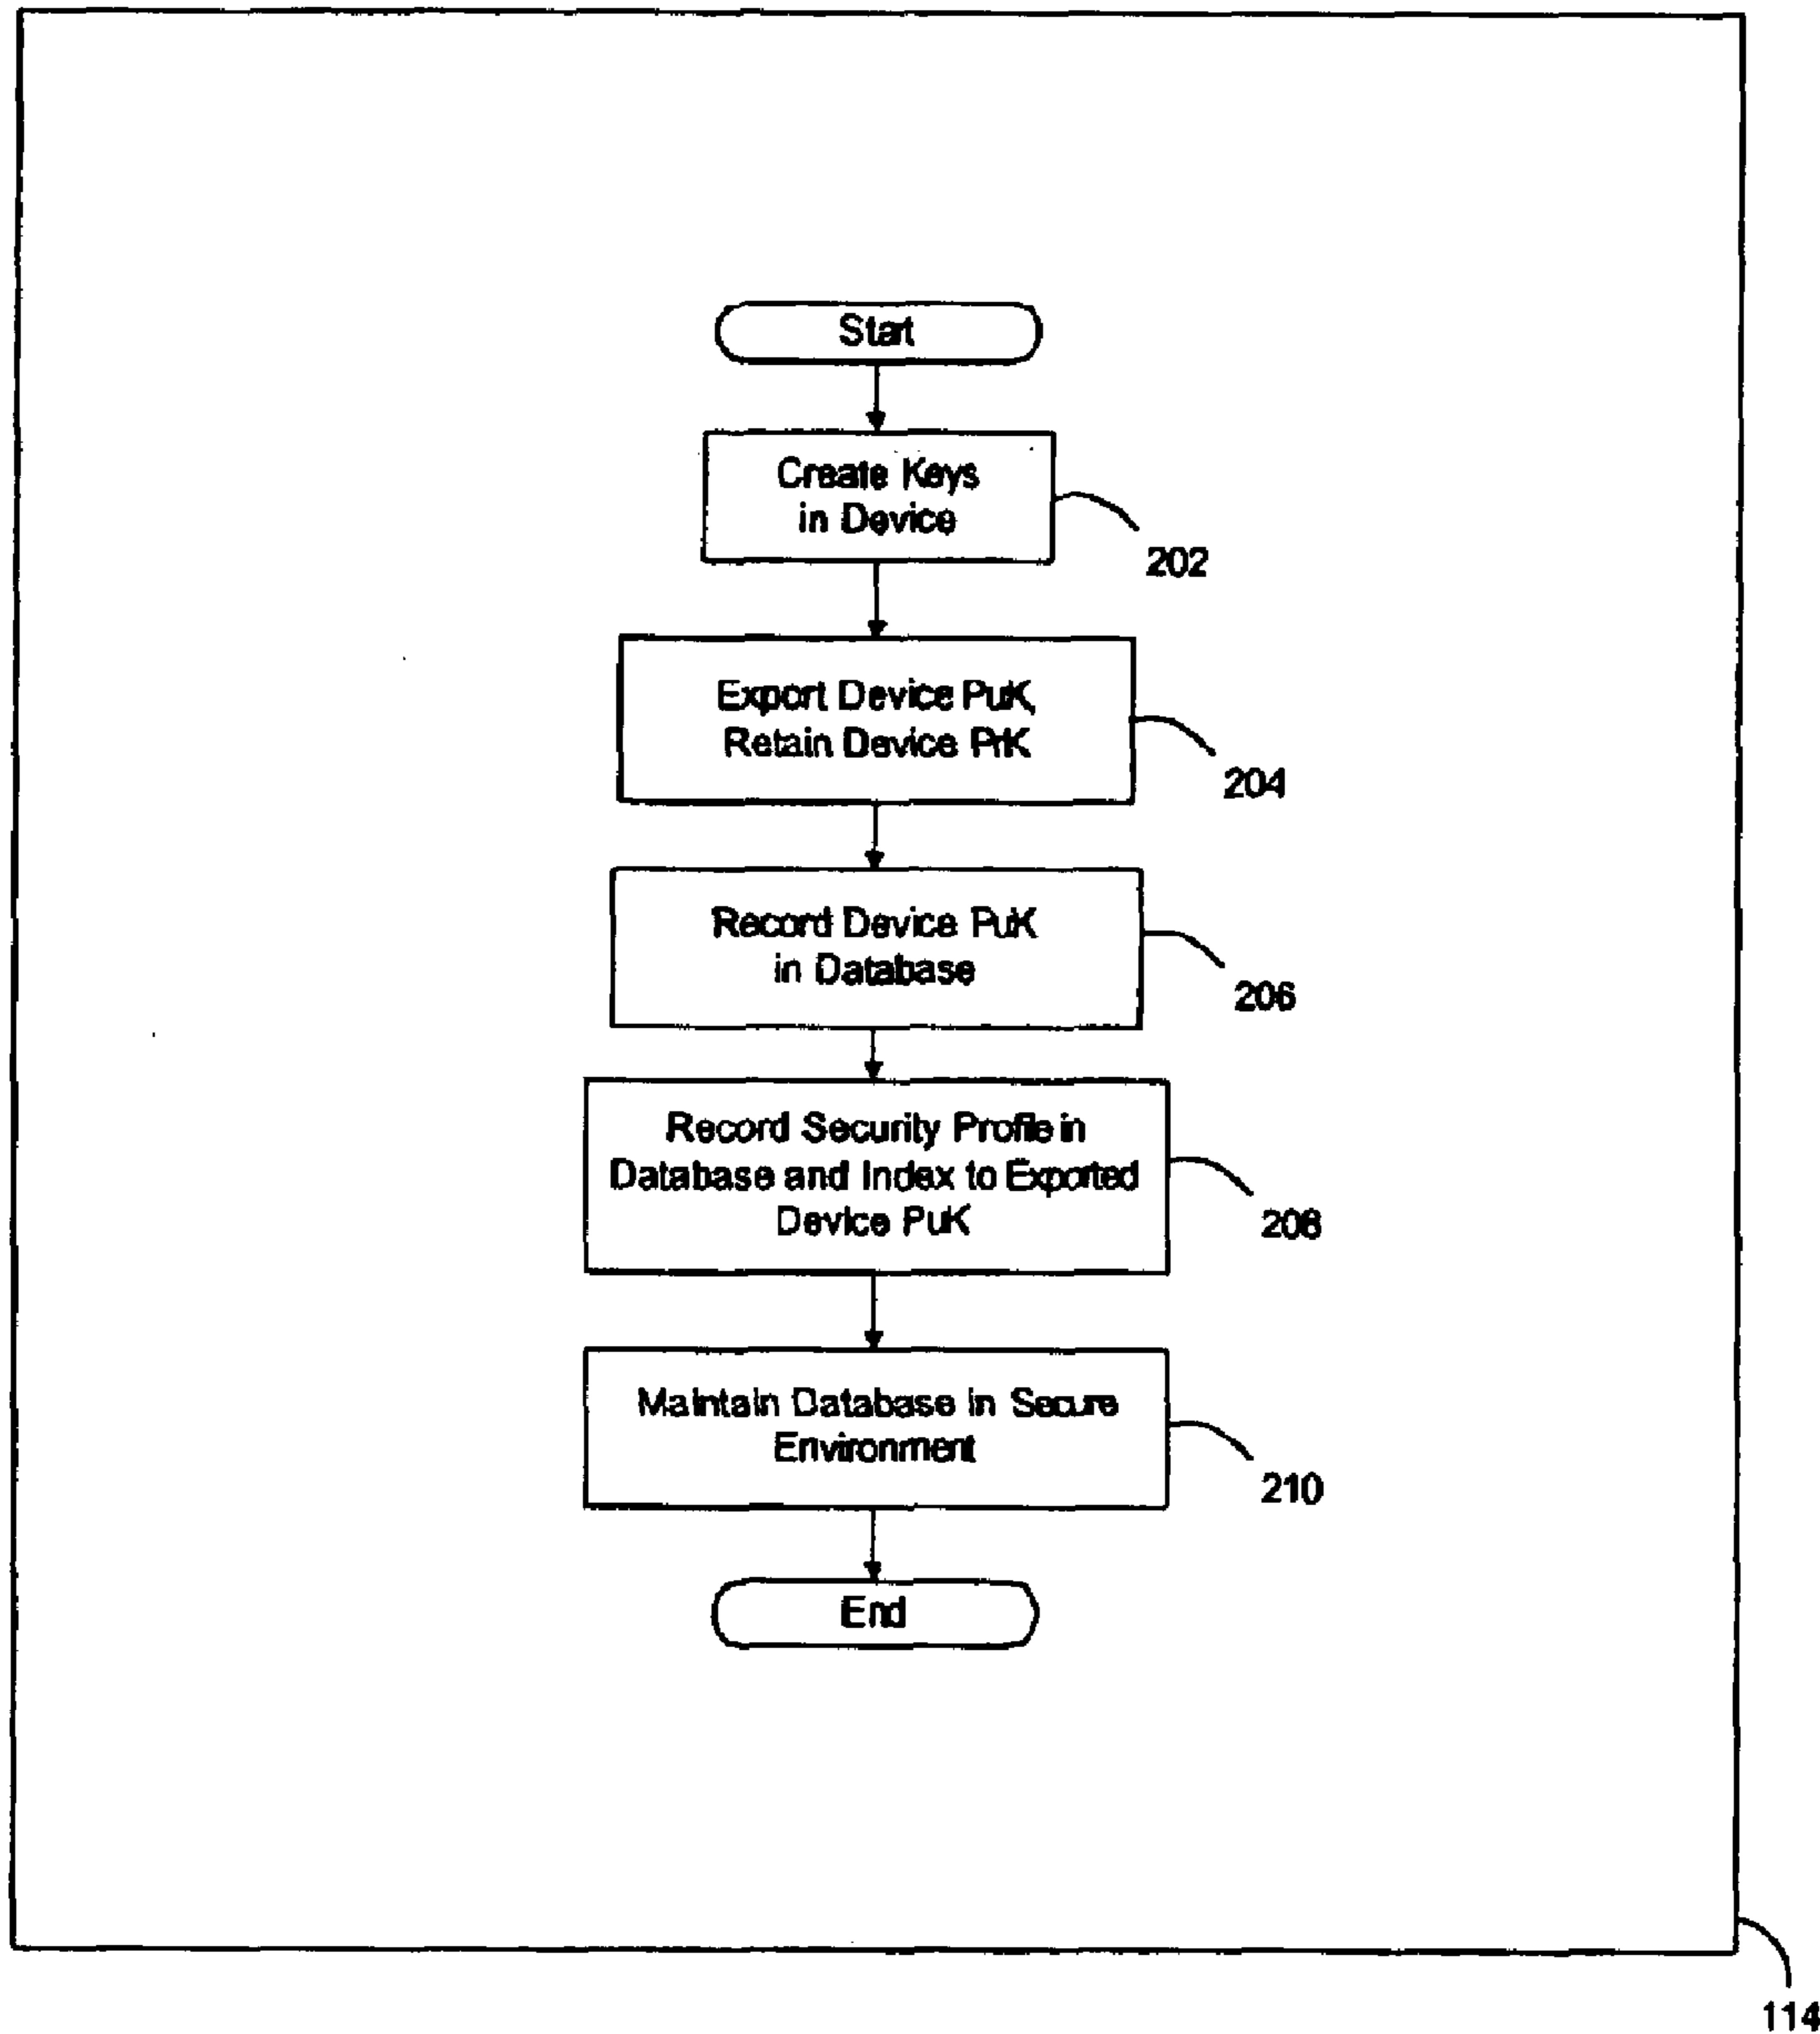 Start
Create Keys
in Device
202
Export Device PuK,
Retain Device PrK
204
Record Device PuK
in Database
206
Record Security Profile in
Database and Index to Exported
Device PuK
208
Maintain Database in Secure
Environment
210
End
114